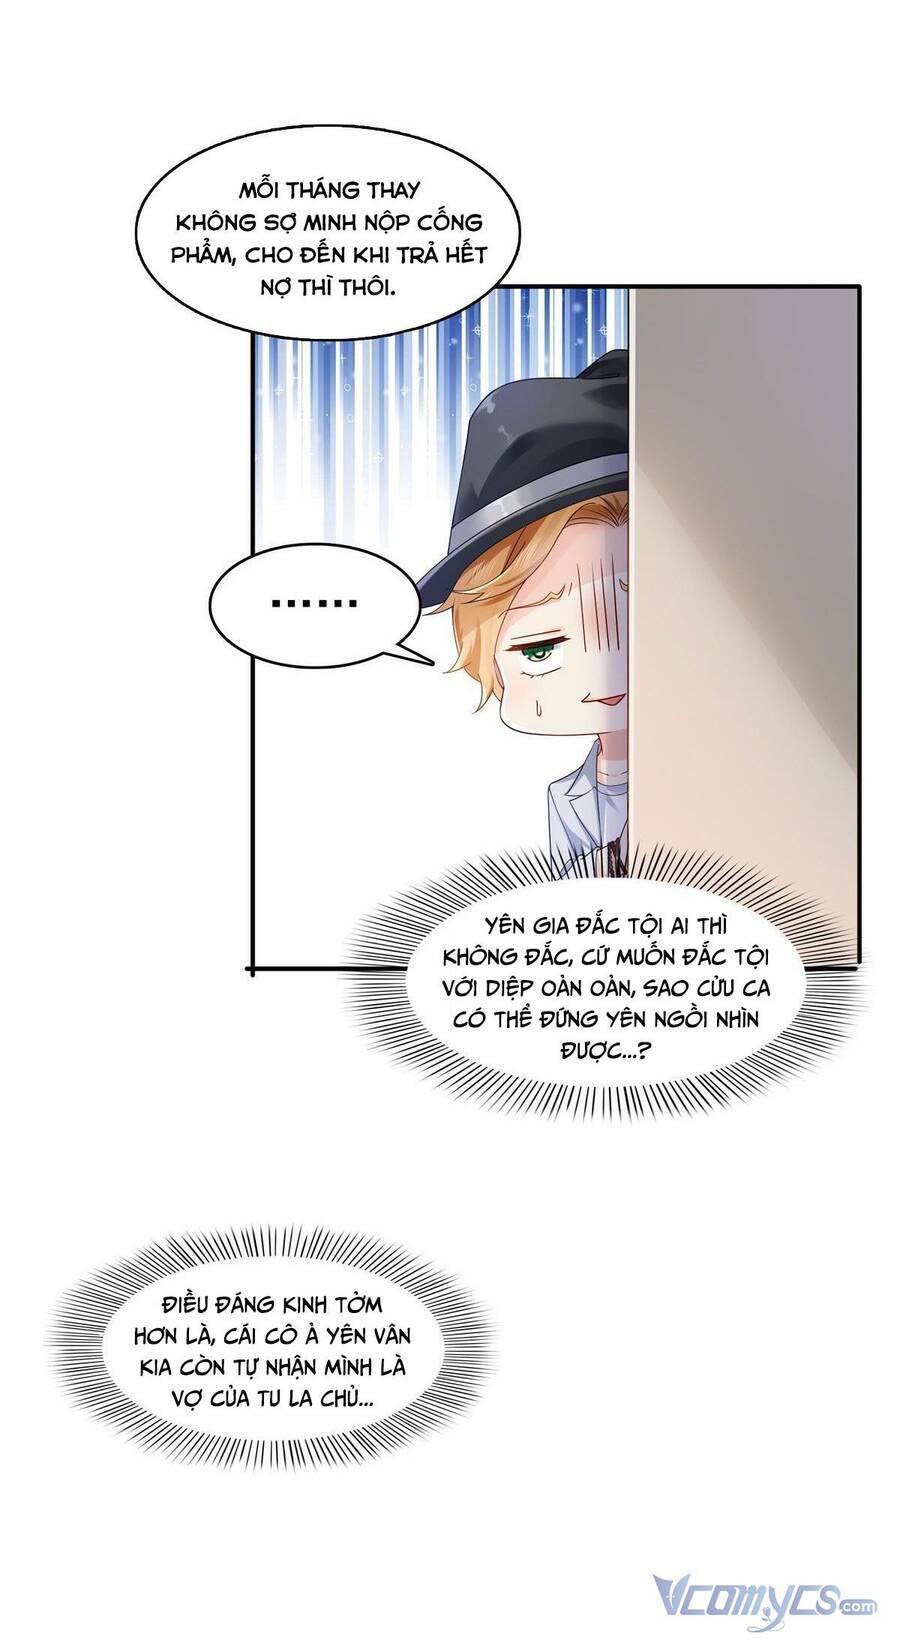 MỖI THÁNG THAY
KHÔNG SỢ MINH NỘP CỐNG
PHẨM, CHO ĐẾN KHI TRẢ HẾT
NỢ THÌ THÔI.
......
YÊN GIA ĐẮC TỘI AI THÌ
KHÔNG ĐẮC, CỨ MUỐN ĐẮC TỘI
VỚI DIỆP OẢN OẢN, SAO CỬU CA
CÓ THỂ ĐỨNG YÊN NGỒI NHÌN
ĐƯỢC...?
ĐIỀU ĐÁNG KINH TỞM
HƠN LÀ, CÁI CÔ Ả YÊN VÂN
KIA CÒN TỰ NHẬN MÌNH LÀ
VỢ CỦA TU LA CHỦ...
VCOMYCS.com